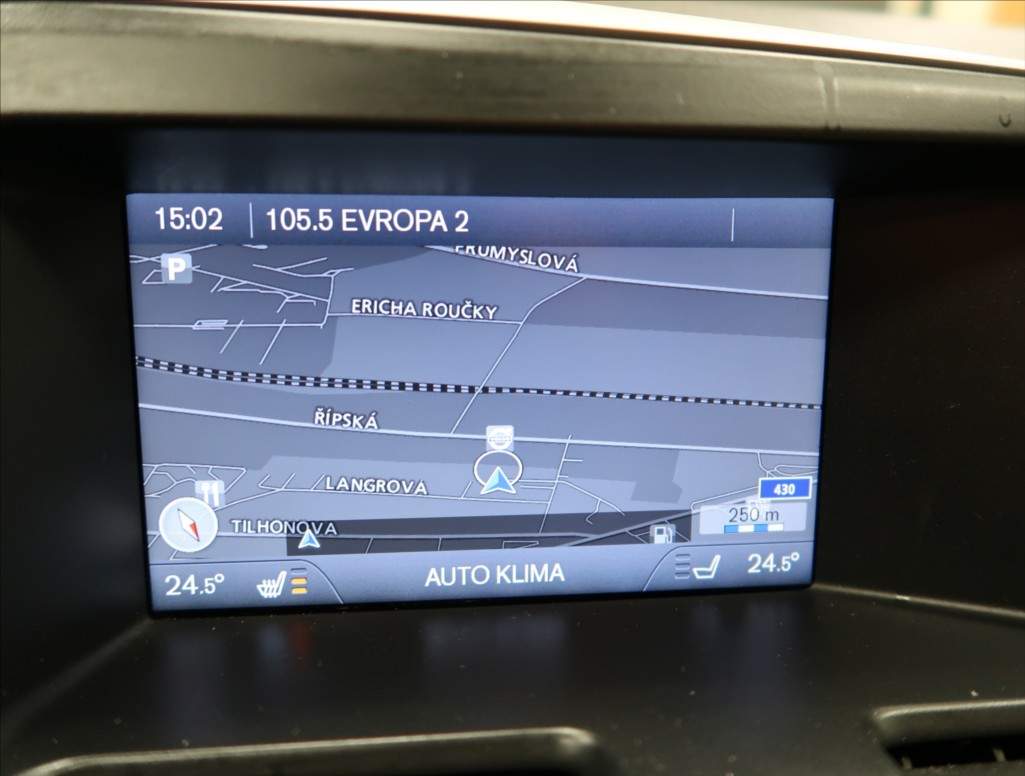 15:02 105.5 EVROPA 2
PRŮMYSLOVÁ
P
ERICHA ROUČKY
ŘÍPSKÁ
LANGROVA
430
250 m
TILHONOVA
24.5° AUTO KLIMA 24.5°